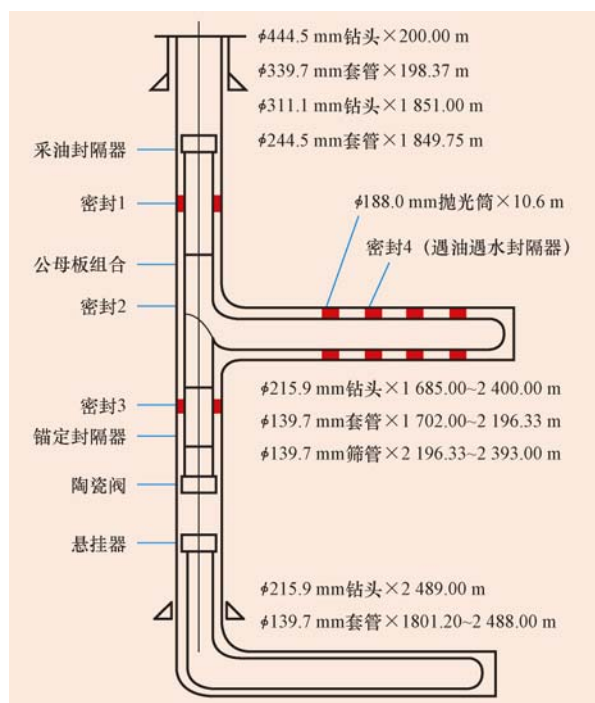 ϕ444.5 mm钻头×200.00 m
ϕ339.7 mm套管×198.37 m
ϕ311.1 mm钻头×1 851.00 m
ϕ244.5 mm套管×1 849.75 m
采油封隔器
密封1
ϕ188.0 mm抛光筒×10.6 m
密封4（遇油遇水封隔器）
公母板组合
密封2
ϕ215.9 mm钻头×1 685.00~2 400.00 m
密封3
ϕ139.7 mm套管×1 702.00~2 196.33 m
锚定封隔器
ϕ139.7 mm筛管×2 196.33~2 393.00 m
陶瓷阀
悬挂器
ϕ215.9 mm钻头×2 489.00 m
ϕ139.7 mm套管×1801.20~2 488.00 m